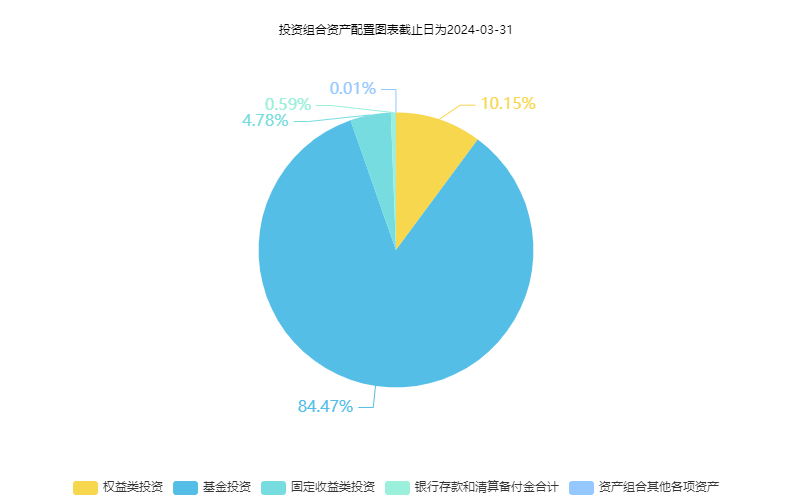 投资组合资产配置图表截止日为2024-03-31
0.01%
0.59%
10.15%
4.78%
84.47%
权益类投资 基金投资 固定收益类投资 银行存款和清算备付金合计 资产组合其他各项资产